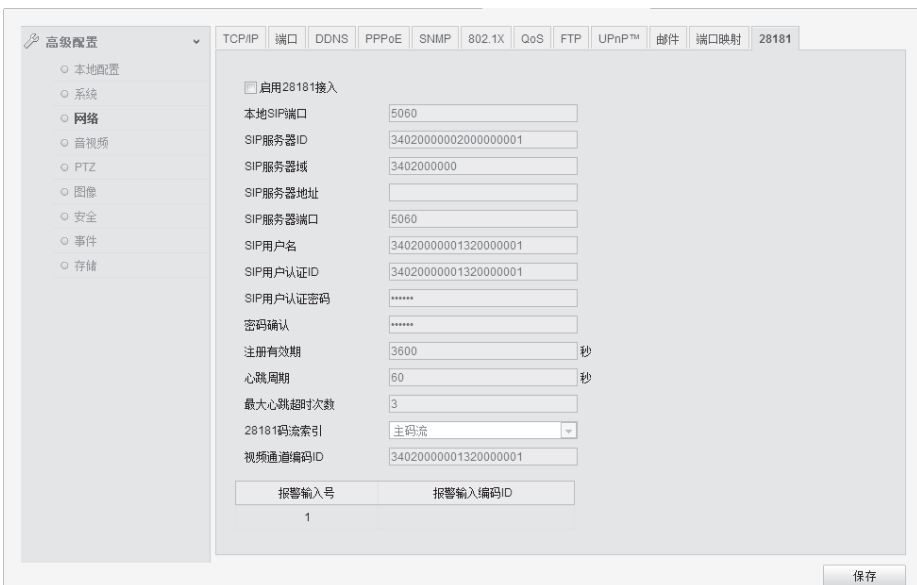 高级配置
本地配置
系统
网络
音视频
PTZ
图像
安全
事件
存储
TCP/IP 端口 DDNS PPPoE SNMP 802.1X QoS FTP UPnP™ 邮件 端口映射 28181
启用28181接入
本地SIP端口 5060
SIP服务器ID 34020000002000000001
SIP服务器域 3402000000
SIP服务器地址
SIP服务器端口 5060
SIP用户名 34020000001320000001
SIP用户认证ID 34020000001320000001
SIP用户认证密码 ••••••
密码确认 ••••••
注册有效期 3600 秒
心跳周期 60 秒
最大心跳超时次数 3
28181码流索引 主码流
视频通道编码ID 34020000001320000001
报警输入号 报警输入编码ID
1
保存